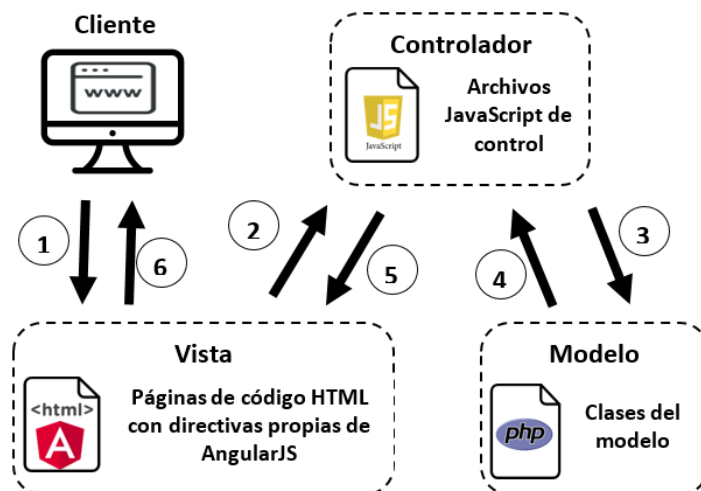 Cliente
www
Controlador
JS
JavaScript
Archivos
JavaScript de
control
1
6
2
5
4
3
Vista
<html>
A
Páginas de código HTML
con directivas propias de
AngularJS
Modelo
php
Clases del
modelo